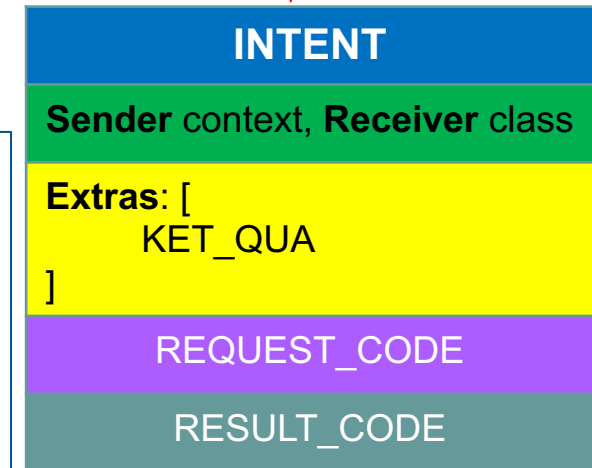 INTENT
Sender context, Receiver class
Extras: [
KET_QUA
]
REQUEST_CODE
RESULT_CODE